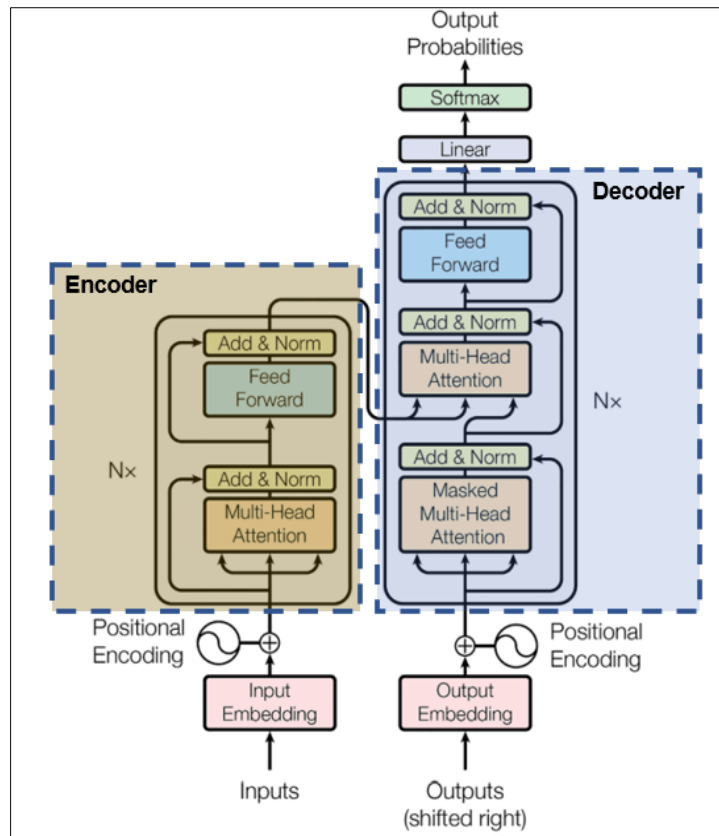 Output
Probabilities
Softmax
Linear
Decoder
Add & Norm
Feed
Forward
Add & Norm
Multi-Head
Attention
N×
Add & Norm
Masked
Multi-Head
Attention
Encoder
Add & Norm
Feed
Forward
N×
Add & Norm
Multi-Head
Attention
Positional
Encoding
Positional
Encoding
Input
Embedding
Output
Embedding
Inputs
Outputs
(shifted right)